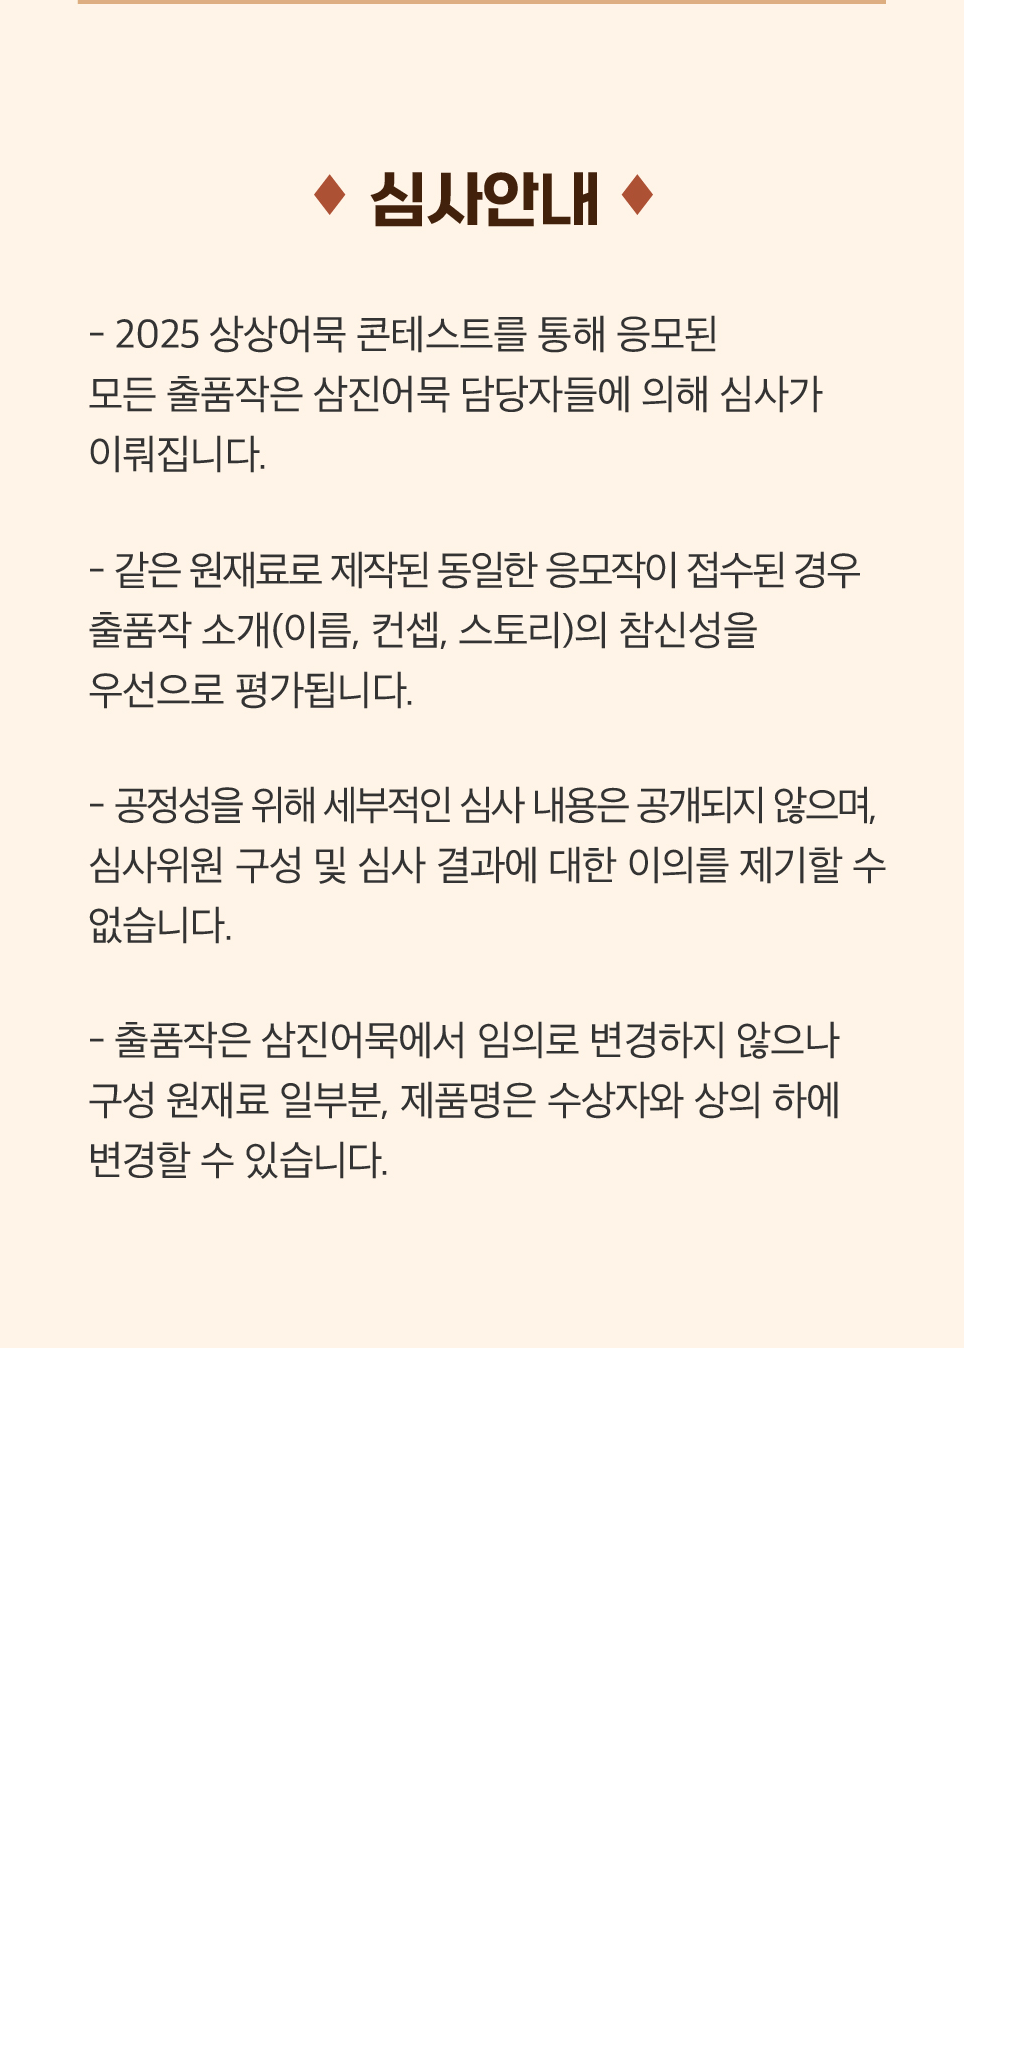 ♦ 심사안내 ♦
- 2025 상상어묵 콘테스트를 통해 응모된
모든 출품작은 삼진어묵 담당자들에 의해 심사가
이뤄집니다.
- 같은 원재료로 제작된 동일한 응모작이 접수된 경우
출품작 소개(이름, 컨셉, 스토리)의 참신성을
우선으로 평가됩니다.
- 공정성을 위해 세부적인 심사 내용은 공개되지 않으며,
심사위원 구성 및 심사 결과에 대한 이의를 제기할 수
없습니다.
- 출품작은 삼진어묵에서 임의로 변경하지 않으나
구성 원재료 일부분, 제품명은 수상자와 상의 하에
변경할 수 있습니다.